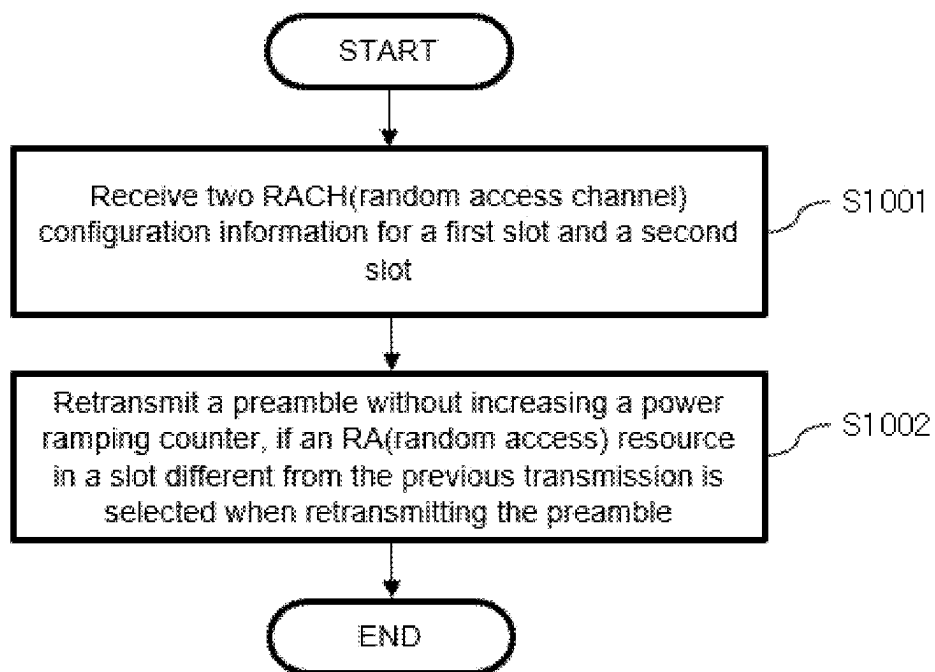 START
Receive two RACH(random access channel)
configuration information for a first slot and a second
slot
S1001
Retransmit a preamble without increasing a power
ramping counter, if an RA(random access) resource
in a slot different from the previous transmission is
selected when retransmitting the preamble
S1002
END